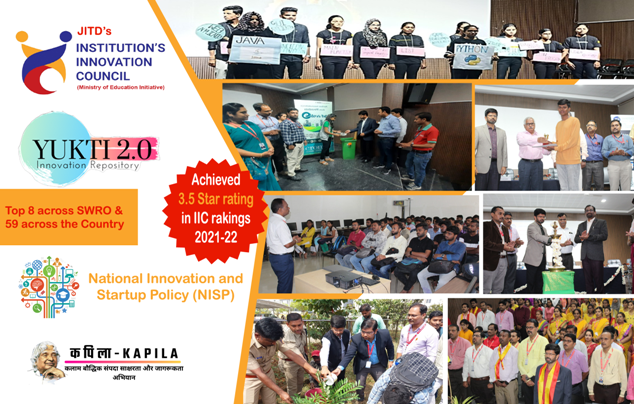 JITD's
INSTITUTION'S
INNOVATION
COUNCIL
(Ministry of Education Initiative)
YUKTI 2.0
Innovation Repository
Top 8 across SWRO &
59 across the Country
Achieved
3.5 Star rating
in IIC rakings
2021-22
National Innovation and
Startup Policy (NISP)
कपिला-KAPILA
कलाम बौद्धिक संपदा साक्षरता और जागरूकता
अभियान
JAVA
PYTHON